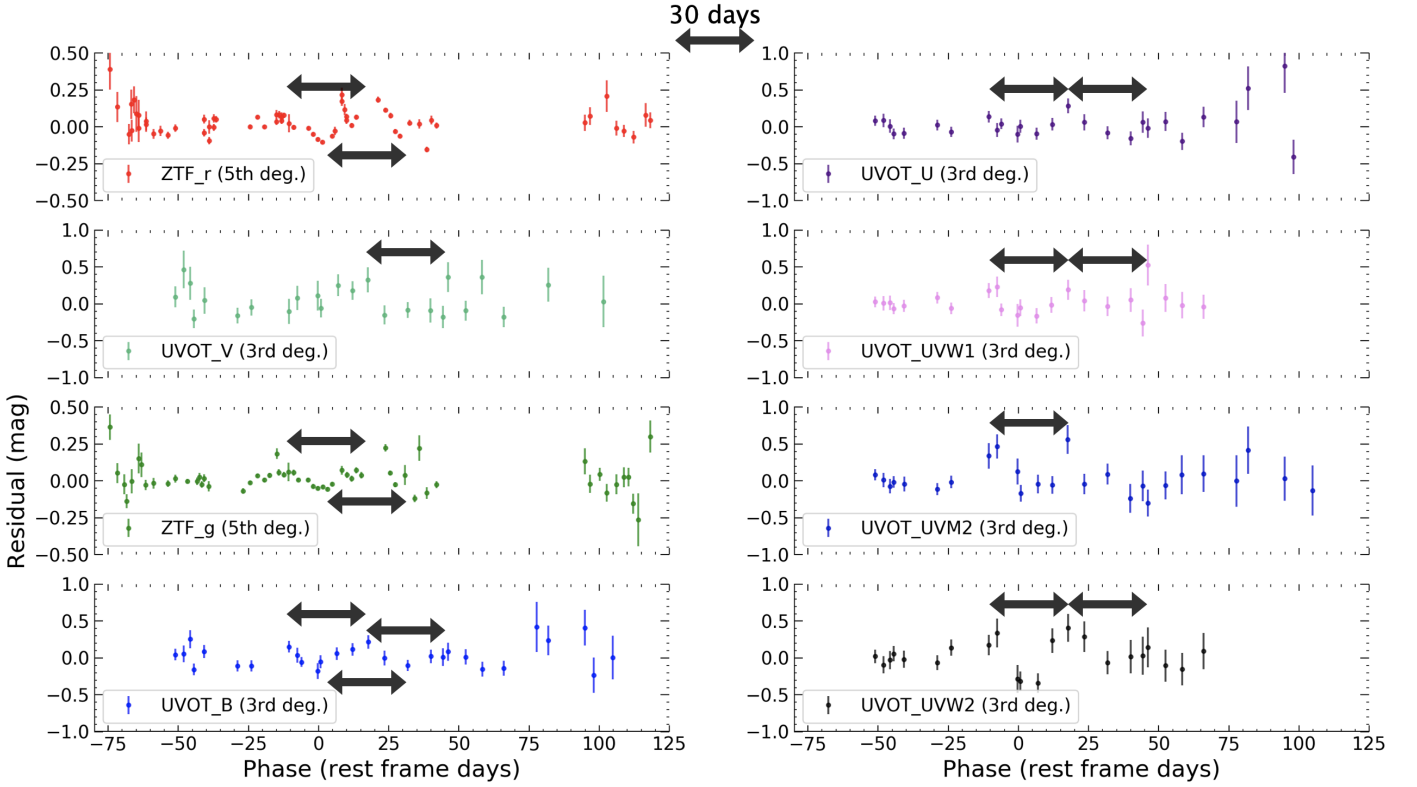 30 days
Residual (mag)
0.50
0.25
0.00
−0.25
−0.50
ZTF_r (5th deg.)
1.0
0.5
0.0
−0.5
−1.0
UVOT_U (3rd deg.)
1.0
0.5
0.0
−0.5
−1.0
UVOT_V (3rd deg.)
1.0
0.5
0.0
−0.5
−1.0
UVOT_UVW1 (3rd deg.)
0.50
0.25
0.00
−0.25
−0.50
ZTF_g (5th deg.)
1.0
0.5
0.0
−0.5
−1.0
UVOT_UVM2 (3rd deg.)
1.0
0.5
0.0
−0.5
−1.0
UVOT_B (3rd deg.)
−75 −50 −25 0 25 50 75 100
Phase (rest frame days)
1.0
0.5
0.0
−0.5
−1.0
UVOT_UVW2 (3rd deg.)
−75 −50 −25 0 25 50 75 100 125
Phase (rest frame days)